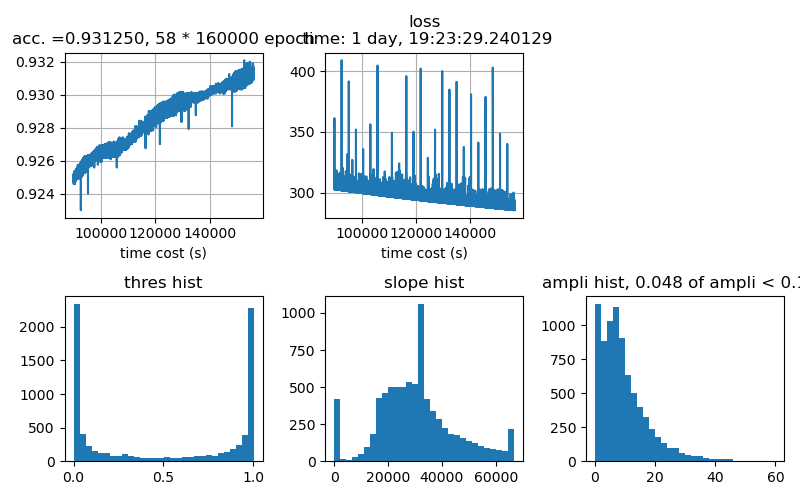 loss
acc. =0.931250, 58 * 160000 epoch
time: 1 day, 19:23:29.240129
0.932
0.930
0.928
0.926
0.924
100000 120000 140000
time cost (s)
400
350
300
100000 120000 140000
time cost (s)
thres hist
slope hist
ampli hist, 0.048 of ampli < 0.1
2000
1500
1000
500
0
0.0 0.5 1.0
1000
750
500
250
0
0 20000 40000 60000
1000
750
500
250
0
0 20 40 60